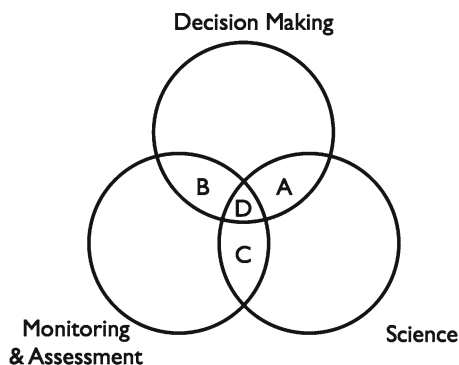 Decision Making
B
A
D
C
Monitoring
& Assessment
Science